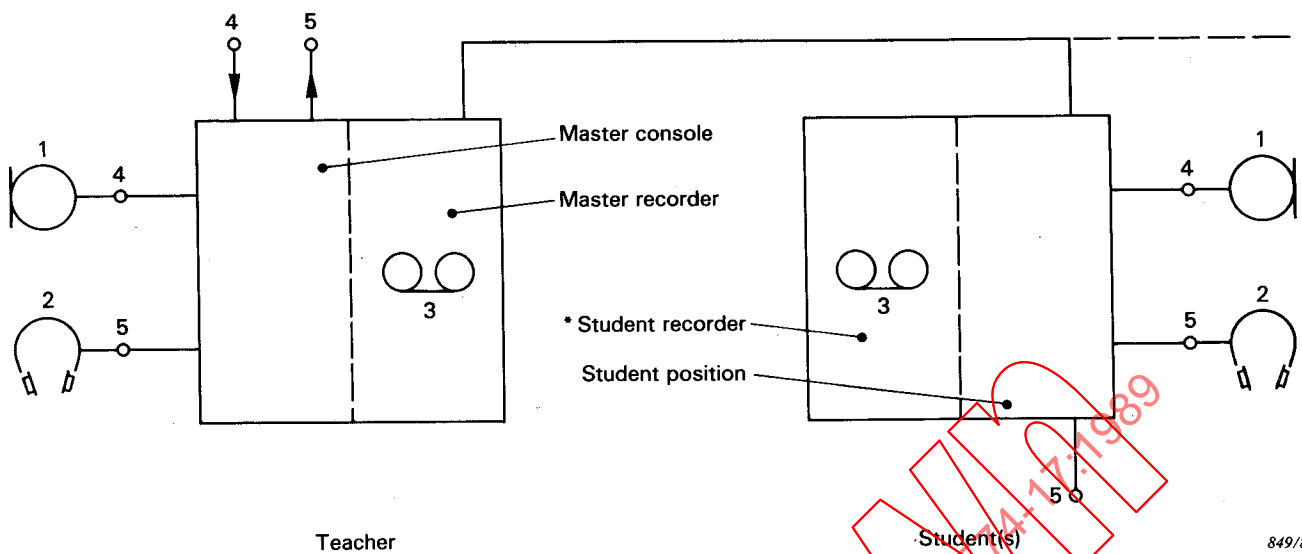 4 5
Master console
1 4
4 1
Master recorder
3
3
2 5
* Student recorder
5 2
Student position
5
74-17:1989
Teacher
Student(s)